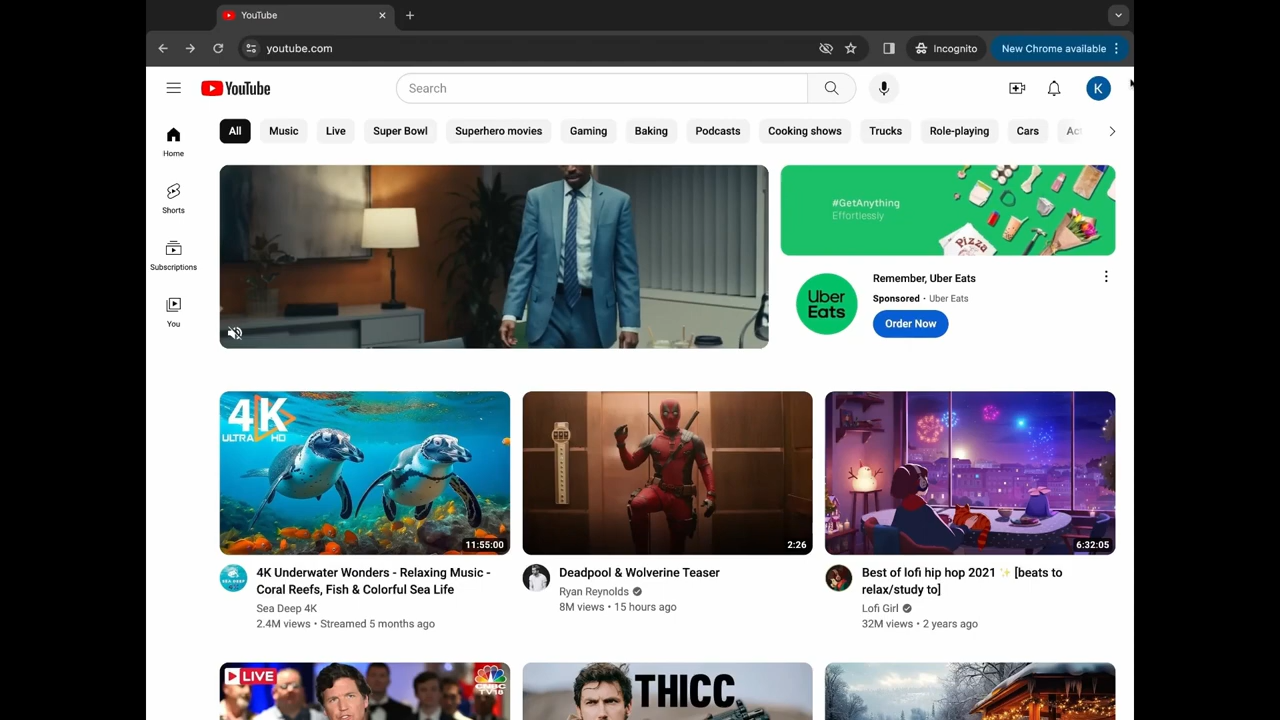 YouTube
youtube.com
Incognito
New Chrome available
YouTube
Search
K
Home
Shorts
Subscriptions
You
All
Music
Live
Super Bowl
Superhero movies
Gaming
Baking
Podcasts
Cooking shows
Trucks
Role-playing
Cars
#GetAnything
Effortlessly
Pizza
Uber
Eats
Remember, Uber Eats
Sponsored · Uber Eats
Order Now
4K
ULTRA HD
11:55:00
2:26
6:32:05
SEA DEEP
4K Underwater Wonders - Relaxing Music -
Coral Reefs, Fish & Colorful Sea Life
Sea Deep 4K
2.4M views • Streamed 5 months ago
Deadpool & Wolverine Teaser
Ryan Reynolds
8M views • 15 hours ago
Best of lofi hip hop 2021 ✨ [beats to
relax/study to]
Lofi Girl
32M views • 2 years ago
LIVE
CNBC
TV18
THICC